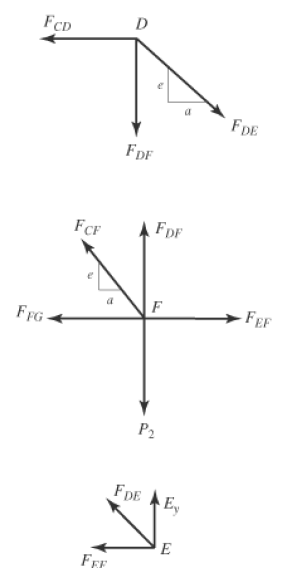 F_CD D
e
a
F_DE
F_DF
F_CF F_DF
e
a F
F_FG F_EF
P_2
F_DE E_y
E
F_EF